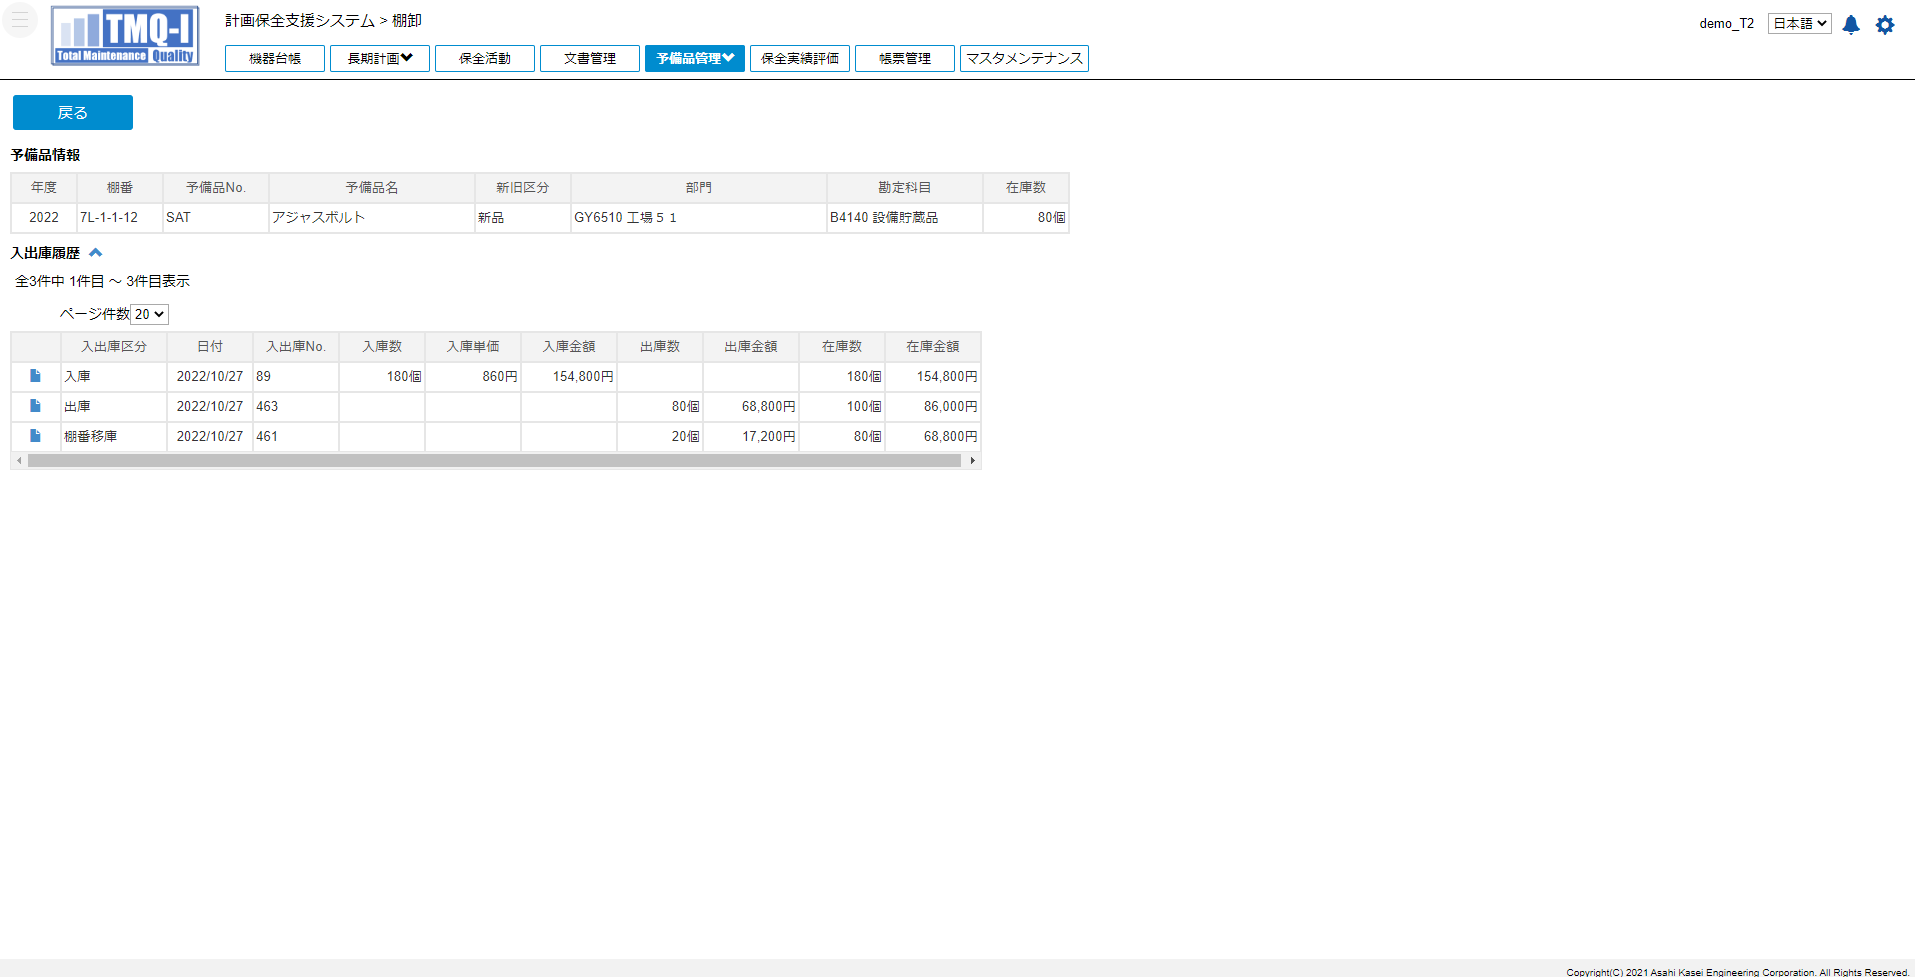 TMQ-I
Total Maintenance Quality
計画保全支援システム > 棚卸
demo_T2 日本語
機器台帳 長期計画 保全活動 文書管理 予備品管理 保全実績評価 帳票管理 マスタメンテナンス
戻る
予備品情報
年度 棚番 予備品No. 予備品名 新旧区分 部門 勘定科目 在庫数
2022 7L-1-1-12 SAT アジャスボルト 新品 GY6510 工場５１ B4140 設備貯蔵品 80個
入出庫履歴
全3件中 1件目 ～ 3件目表示
ページ件数 20
入出庫区分 日付 入出庫No. 入庫数 入庫単価 入庫金額 出庫数 出庫金額 在庫数 在庫金額
入庫 2022/10/27 89 180個 860円 154,800円 180個 154,800円
出庫 2022/10/27 463 80個 68,800円 100個 86,000円
棚番移庫 2022/10/27 461 20個 17,200円 80個 68,800円
Copyright(C) 2021 Asahi Kasei Engineering Corporation. All Rights Reserved.